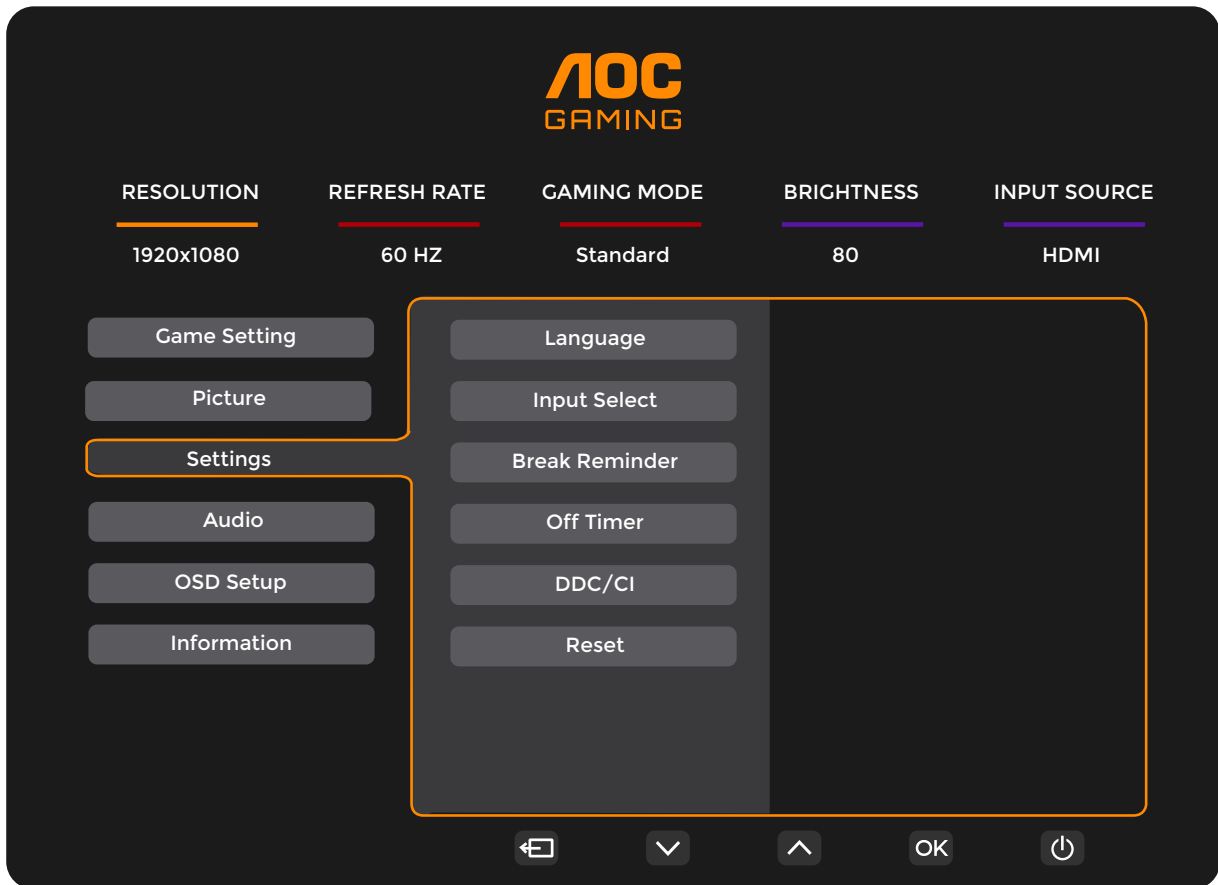 AOC
GAMING
RESOLUTION REFRESH RATE GAMING MODE BRIGHTNESS INPUT SOURCE
1920x1080 60 HZ Standard 80 HDMI
Game Setting
Picture
Settings
Audio
OSD Setup
Information
Language
Input Select
Break Reminder
Off Timer
DDC/CI
Reset
OK